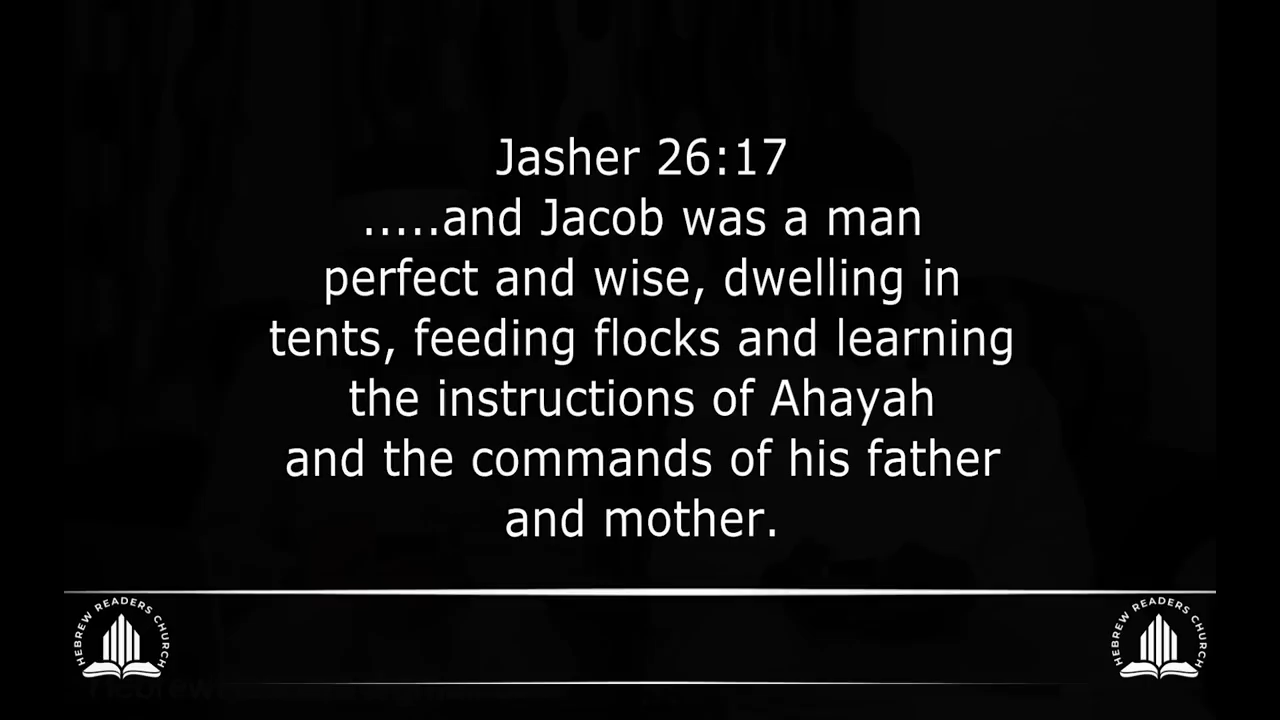 Jasher 26:17
.....and Jacob was a man
perfect and wise, dwelling in
tents, feeding flocks and learning
the instructions of Ahayah
and the commands of his father
and mother.
HEBREW READERS CHURCH
HEBREW READERS CHURCH